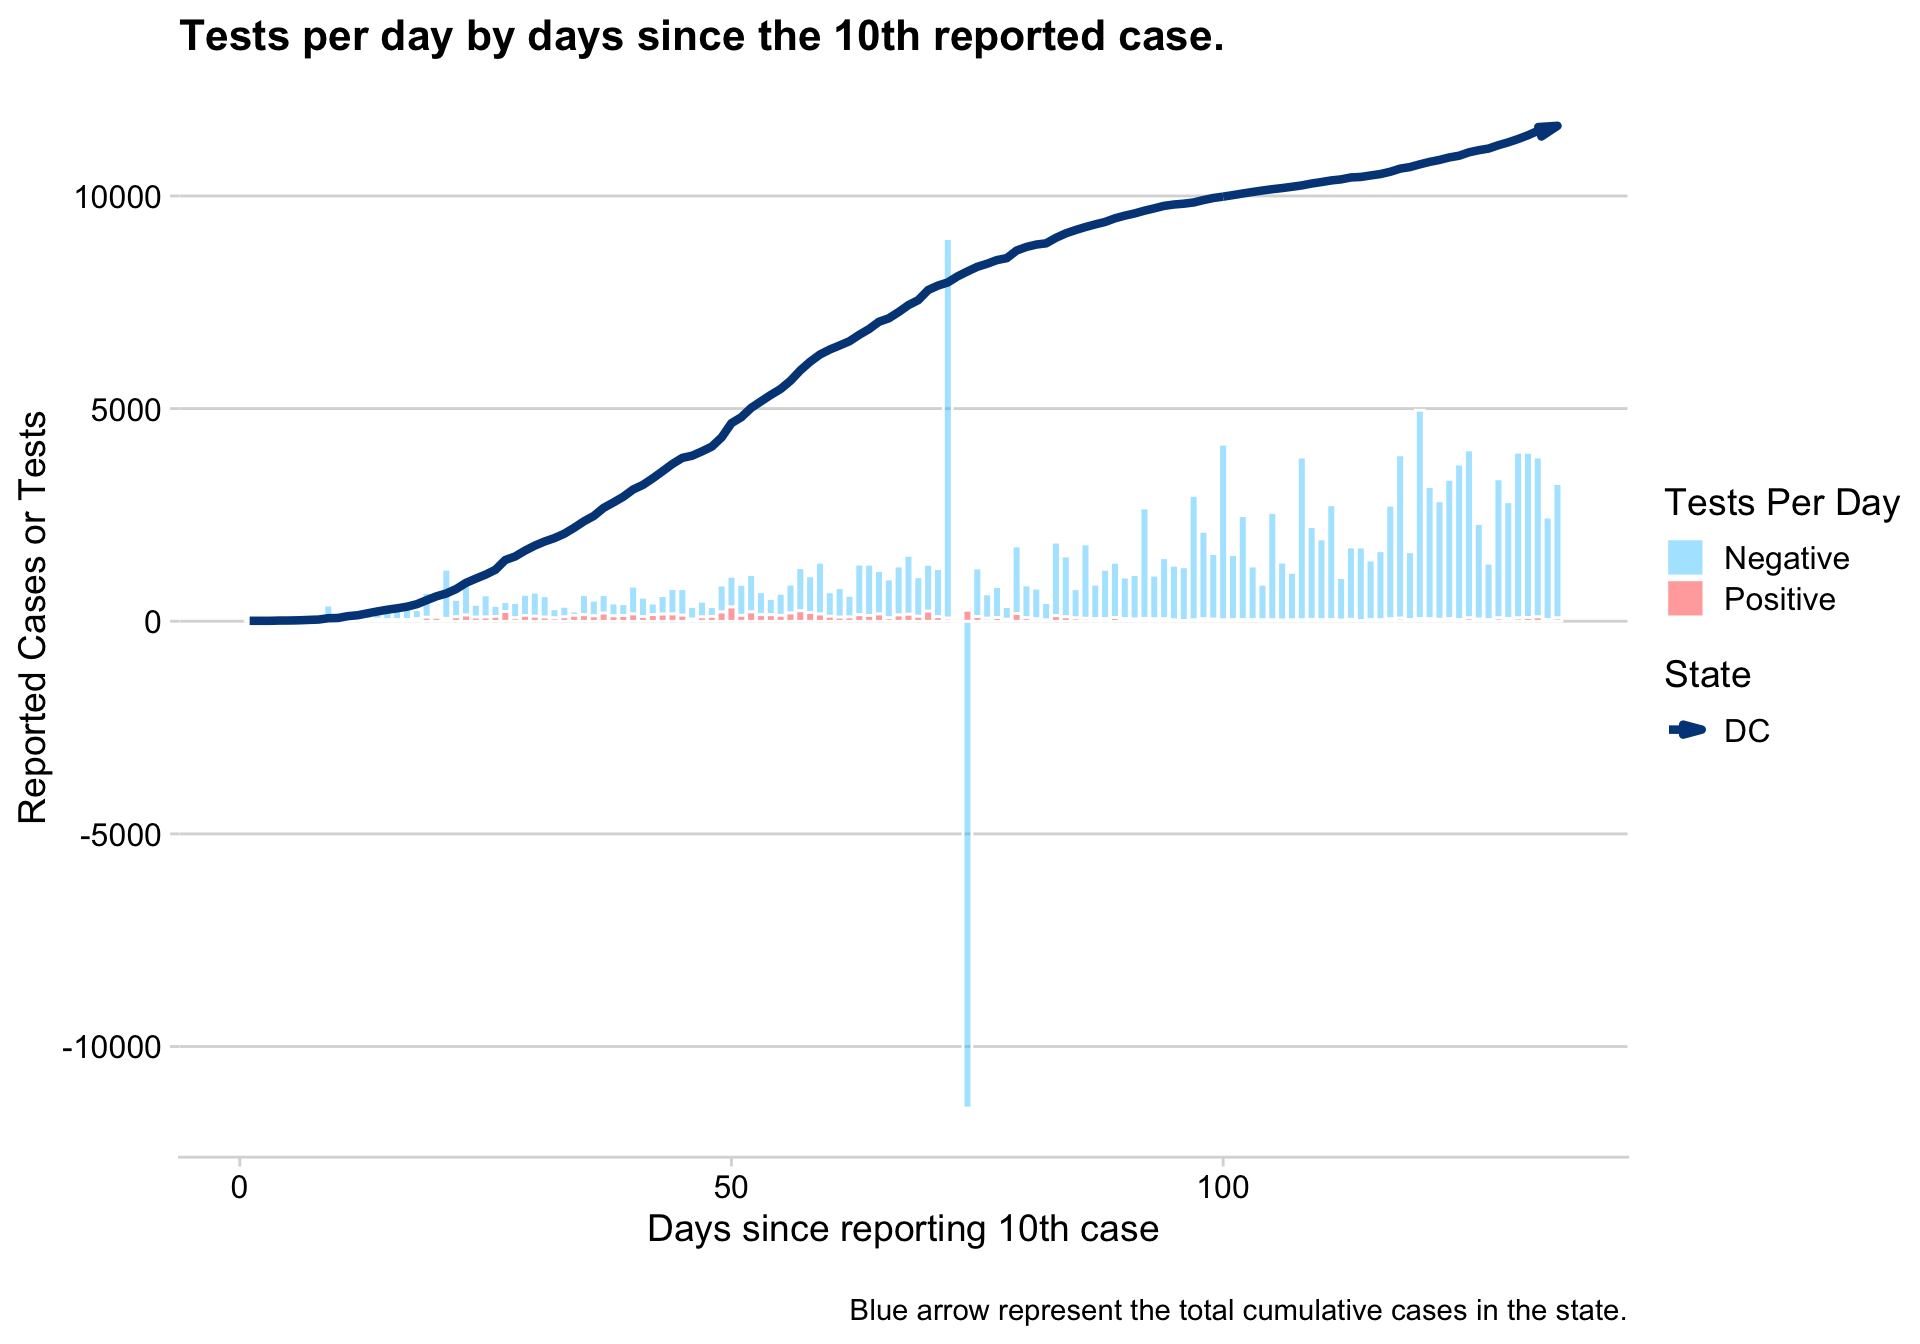 Tests per day by days since the 10th reported case.
Reported Cases or Tests
10000
5000
0
-5000
-10000
0
50
100
Days since reporting 10th case
Tests Per Day
Negative
Positive
State
DC
Blue arrow represent the total cumulative cases in the state.